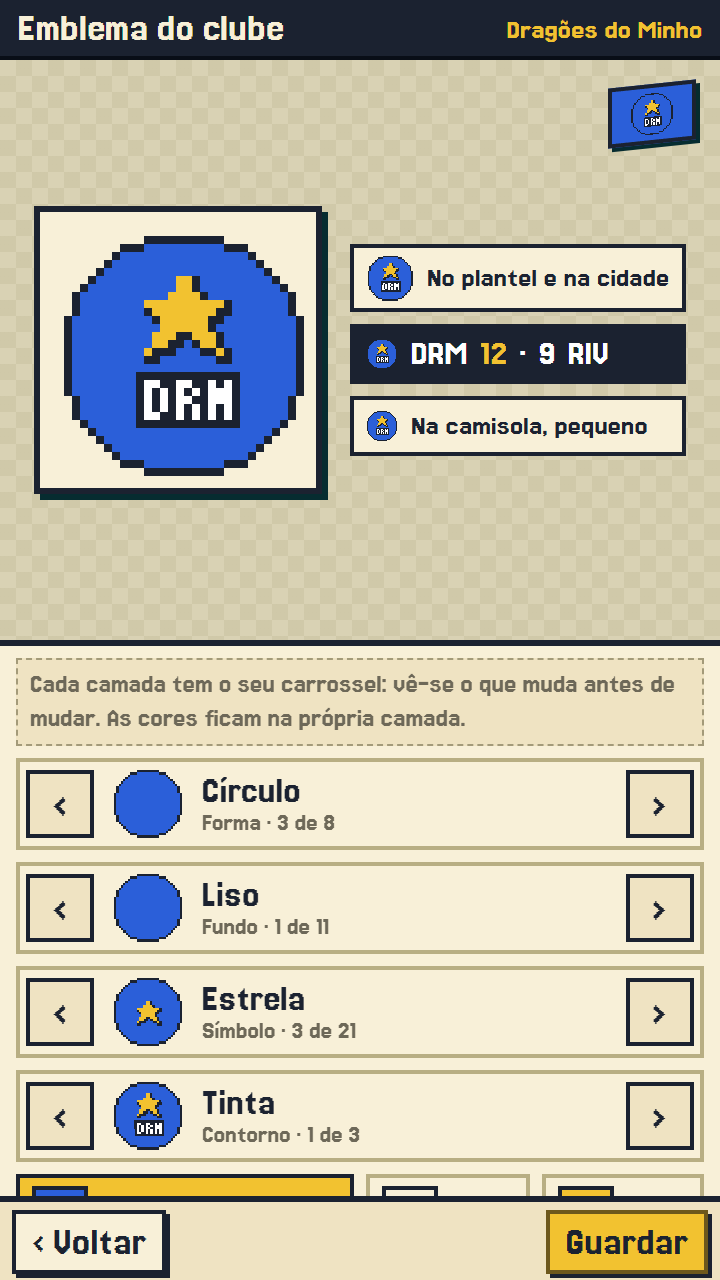 Emblema do clube
Dragões do Minho
DRM
DRM
No plantel e na cidade
DRM
DRM 12 · 9 RIV
DRM
Na camisola, pequeno
DRM
Cada camada tem o seu carrossel: vê-se o que muda antes de
mudar. As cores ficam na própria camada.
‹ Círculo ›
Forma · 3 de 8
‹ Liso ›
Fundo · 1 de 11
‹ Estrela ›
Símbolo · 3 de 21
‹ Tinta ›
DRM
Contorno · 1 de 3
‹ Voltar
Guardar